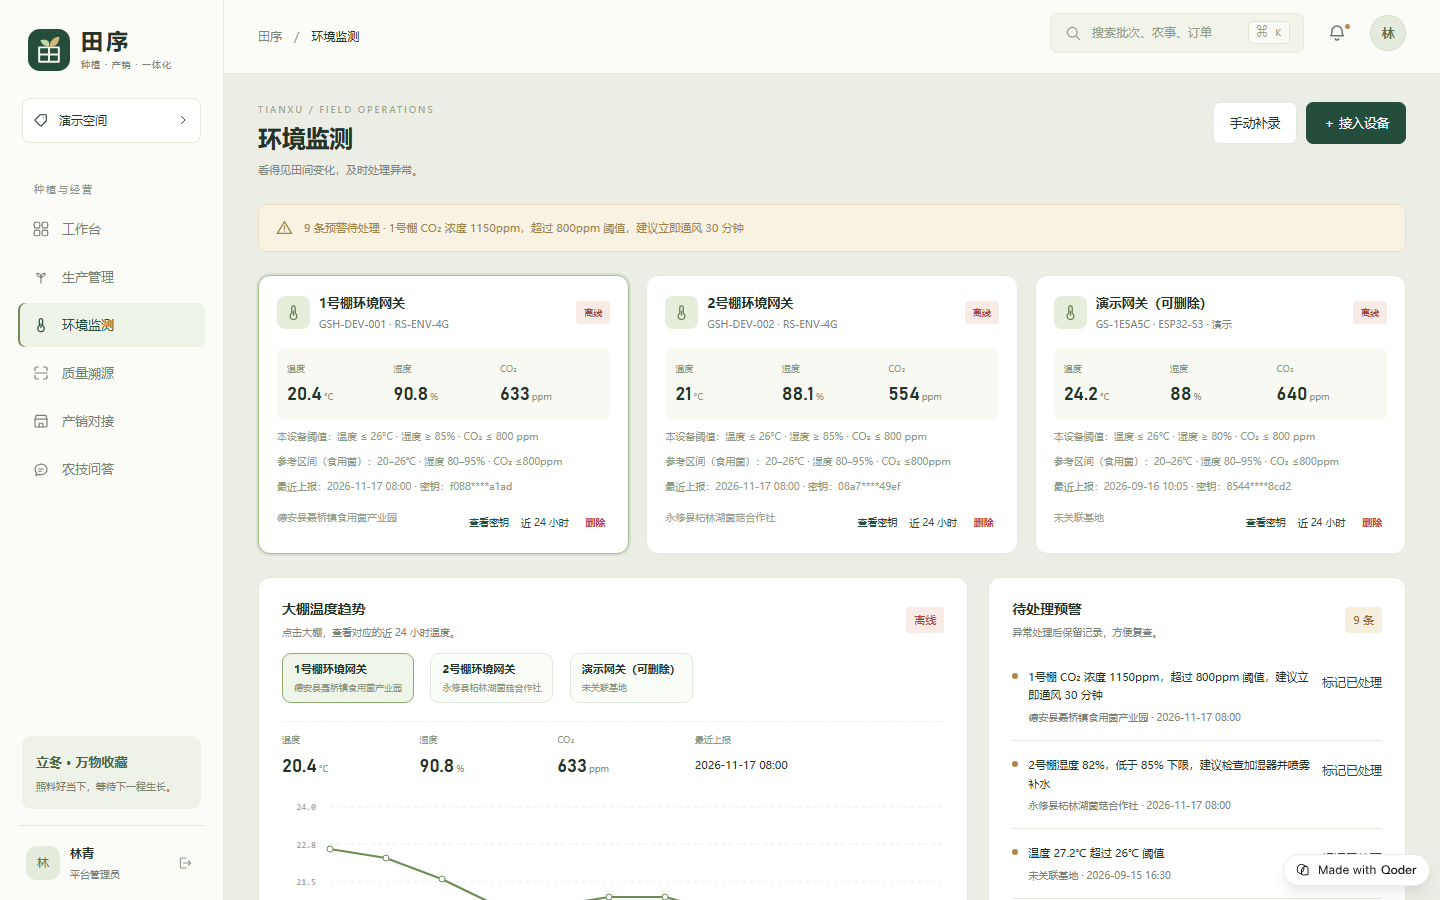 田序
种植 · 产销 · 一体化
演示空间
种植与经营
工作台
生产管理
环境监测
质量溯源
产销对接
农技问答
立冬 • 万物收藏
照料好当下，等待下一程生长。
林
林青
平台管理员
田序 / 环境监测
搜索批次、农事、订单
⌘ K
林
TIANXU / FIELD OPERATIONS
环境监测
看得见田间变化，及时处理异常。
手动补录
+ 接入设备
9 条预警待处理 · 1号棚 CO₂ 浓度 1150ppm，超过 800ppm 阈值，建议立即通风 30 分钟
1号棚环境网关
GSH-DEV-001 · RS-ENV-4G
离线
温度 湿度 CO₂
20.4 °C 90.8 % 633 ppm
本设备阈值：温度 ≤ 26°C · 湿度 ≥ 85% · CO₂ ≤ 800 ppm
参考区间（食用菌）：20–26°C · 湿度 80–95% · CO₂ ≤800ppm
最近上报：2026-11-17 08:00 · 密钥：f088****a1ad
德安县聂桥镇食用菌产业园
查看密钥 近 24 小时 删除
2号棚环境网关
GSH-DEV-002 · RS-ENV-4G
离线
温度 湿度 CO₂
21 °C 88.1 % 554 ppm
本设备阈值：温度 ≤ 26°C · 湿度 ≥ 85% · CO₂ ≤ 800 ppm
参考区间（食用菌）：20–26°C · 湿度 80–95% · CO₂ ≤800ppm
最近上报：2026-11-17 08:00 · 密钥：08a7****49ef
永修县柘林湖菌菇合作社
查看密钥 近 24 小时 删除
演示网关（可删除）
GS-1E5A5C · ESP32-S3 · 演示
离线
温度 湿度 CO₂
24.2 °C 88 % 640 ppm
本设备阈值：温度 ≤ 26°C · 湿度 ≥ 80% · CO₂ ≤ 800 ppm
参考区间（食用菌）：20–26°C · 湿度 80–95% · CO₂ ≤800ppm
最近上报：2026-09-16 10:05 · 密钥：8544****8cd2
未关联基地
查看密钥 近 24 小时 删除
大棚温度趋势
点击大棚，查看对应的近 24 小时温度。
离线
1号棚环境网关
德安县聂桥镇食用菌产业园
2号棚环境网关
永修县柘林湖菌菇合作社
演示网关（可删除）
未关联基地
温度 湿度 CO₂ 最近上报
20.4 °C 90.8 % 633 ppm 2026-11-17 08:00
24.0
22.8
21.5
待处理预警
异常处理后保留记录，方便复查。
9 条
1号棚 CO₂ 浓度 1150ppm，超过 800ppm 阈值，建议立
即通风 30 分钟
德安县聂桥镇食用菌产业园 · 2026-11-17 08:00
标记已处理
2号棚湿度 82%，低于 85% 下限，建议检查加湿器并喷雾
补水
永修县柘林湖菌菇合作社 · 2026-11-17 08:00
标记已处理
温度 27.2°C 超过 26°C 阈值
未关联基地 · 2026-09-15 16:30
Made with Qoder